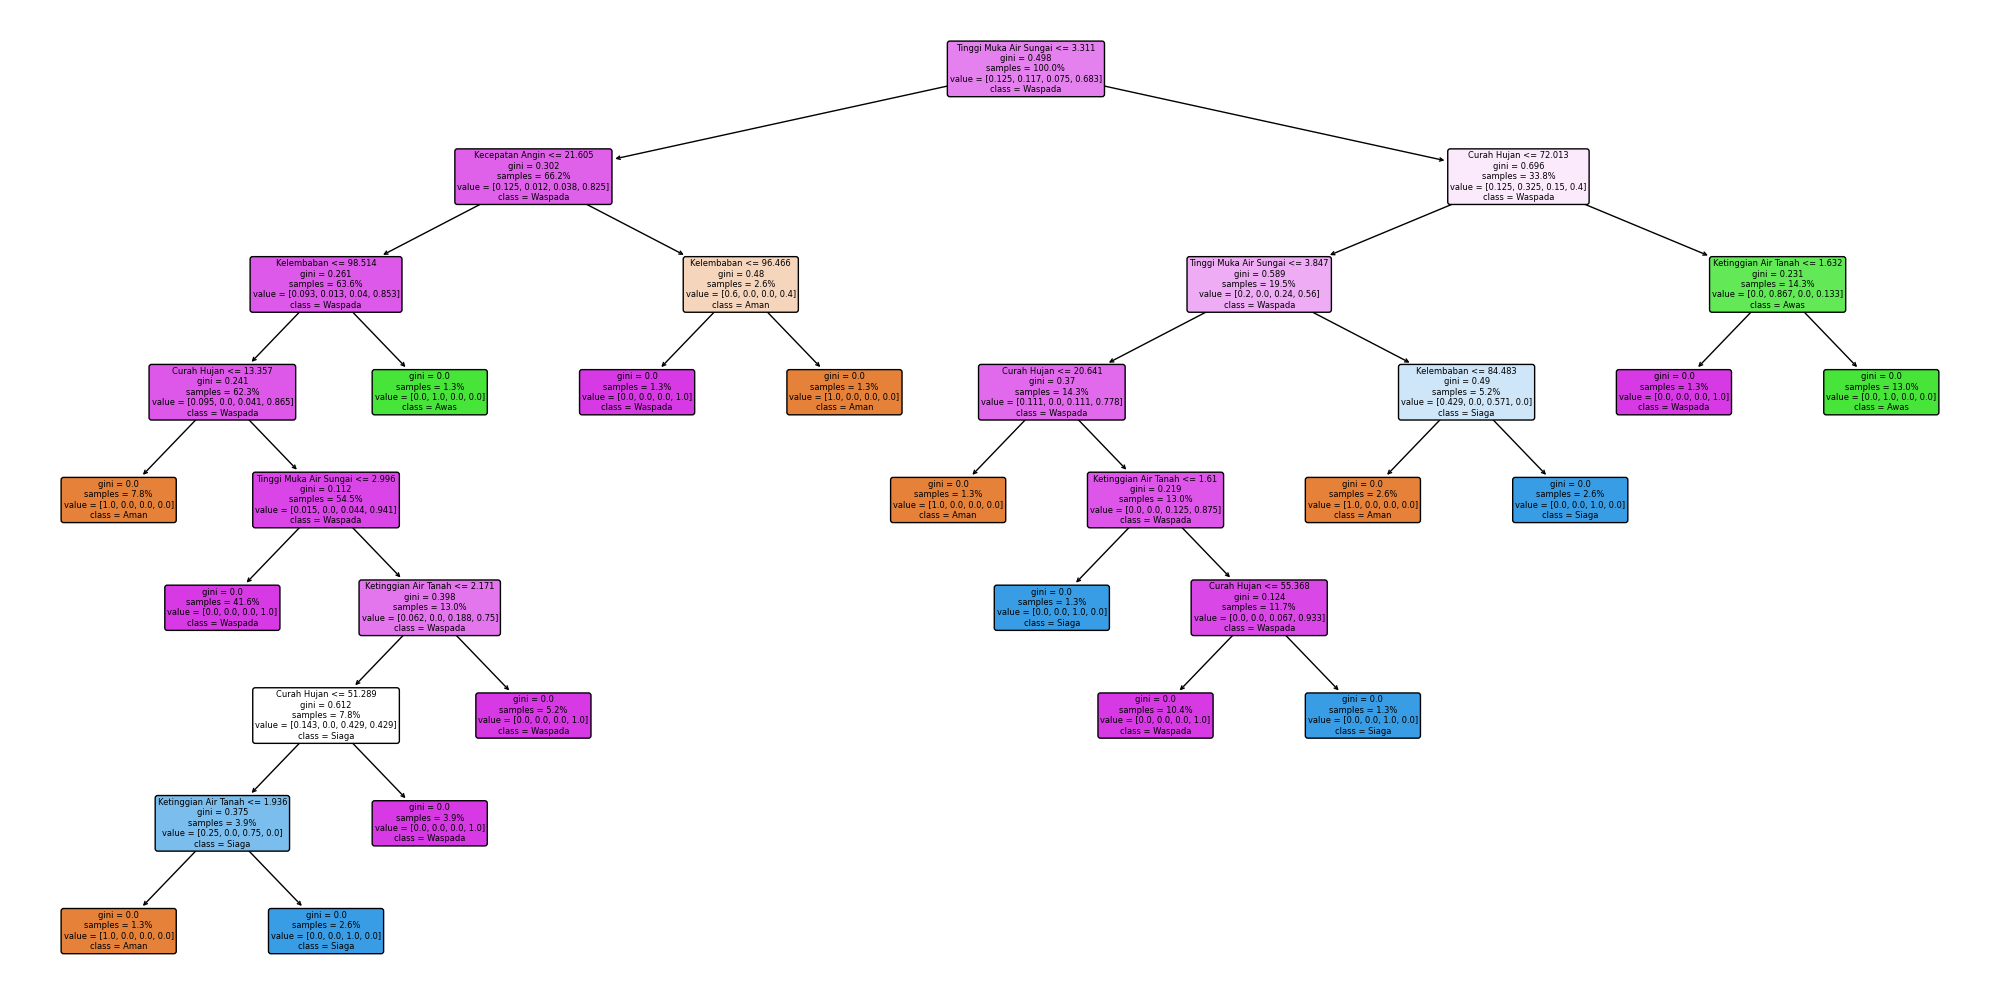 Tinggi Muka Air Sungai <= 3.311
gini = 0.498
samples = 100.0%
value = [0.125, 0.117, 0.075, 0.683]
class = Waspada
Kecepatan Angin <= 21.605
gini = 0.302
samples = 66.2%
value = [0.125, 0.012, 0.038, 0.825]
class = Waspada
Curah Hujan <= 72.013
gini = 0.696
samples = 33.8%
value = [0.125, 0.325, 0.15, 0.4]
class = Waspada
Kelembaban <= 98.514
gini = 0.261
samples = 63.6%
value = [0.093, 0.013, 0.04, 0.853]
class = Waspada
Kelembaban <= 96.466
gini = 0.48
samples = 2.6%
value = [0.6, 0.0, 0.0, 0.4]
class = Aman
Tinggi Muka Air Sungai <= 3.847
gini = 0.589
samples = 19.5%
value = [0.2, 0.0, 0.24, 0.56]
class = Waspada
Ketinggian Air Tanah <= 1.632
gini = 0.231
samples = 14.3%
value = [0.0, 0.867, 0.0, 0.133]
class = Awas
Curah Hujan <= 13.357
gini = 0.241
samples = 62.3%
value = [0.095, 0.0, 0.041, 0.865]
class = Waspada
gini = 0.0
samples = 1.3%
value = [0.0, 1.0, 0.0, 0.0]
class = Awas
gini = 0.0
samples = 1.3%
value = [0.0, 0.0, 0.0, 1.0]
class = Waspada
gini = 0.0
samples = 1.3%
value = [1.0, 0.0, 0.0, 0.0]
class = Aman
Curah Hujan <= 20.641
gini = 0.37
samples = 14.3%
value = [0.111, 0.0, 0.111, 0.778]
class = Waspada
Kelembaban <= 84.483
gini = 0.49
samples = 5.2%
value = [0.429, 0.0, 0.571, 0.0]
class = Siaga
gini = 0.0
samples = 1.3%
value = [0.0, 0.0, 0.0, 1.0]
class = Waspada
gini = 0.0
samples = 13.0%
value = [0.0, 1.0, 0.0, 0.0]
class = Awas
gini = 0.0
samples = 7.8%
value = [1.0, 0.0, 0.0, 0.0]
class = Aman
Tinggi Muka Air Sungai <= 2.996
gini = 0.112
samples = 54.5%
value = [0.015, 0.0, 0.044, 0.941]
class = Waspada
gini = 0.0
samples = 1.3%
value = [1.0, 0.0, 0.0, 0.0]
class = Aman
Ketinggian Air Tanah <= 1.61
gini = 0.219
samples = 13.0%
value = [0.0, 0.0, 0.125, 0.875]
class = Waspada
gini = 0.0
samples = 2.6%
value = [1.0, 0.0, 0.0, 0.0]
class = Aman
gini = 0.0
samples = 2.6%
value = [0.0, 0.0, 1.0, 0.0]
class = Siaga
gini = 0.0
samples = 41.6%
value = [0.0, 0.0, 0.0, 1.0]
class = Waspada
Ketinggian Air Tanah <= 2.171
gini = 0.398
samples = 13.0%
value = [0.062, 0.0, 0.188, 0.75]
class = Waspada
gini = 0.0
samples = 1.3%
value = [0.0, 0.0, 1.0, 0.0]
class = Siaga
Curah Hujan <= 55.368
gini = 0.124
samples = 11.7%
value = [0.0, 0.0, 0.067, 0.933]
class = Waspada
Curah Hujan <= 51.289
gini = 0.612
samples = 7.8%
value = [0.143, 0.0, 0.429, 0.429]
class = Siaga
gini = 0.0
samples = 5.2%
value = [0.0, 0.0, 0.0, 1.0]
class = Waspada
gini = 0.0
samples = 10.4%
value = [0.0, 0.0, 0.0, 1.0]
class = Waspada
gini = 0.0
samples = 1.3%
value = [0.0, 0.0, 1.0, 0.0]
class = Siaga
Ketinggian Air Tanah <= 1.936
gini = 0.375
samples = 3.9%
value = [0.25, 0.0, 0.75, 0.0]
class = Siaga
gini = 0.0
samples = 3.9%
value = [0.0, 0.0, 0.0, 1.0]
class = Waspada
gini = 0.0
samples = 1.3%
value = [1.0, 0.0, 0.0, 0.0]
class = Aman
gini = 0.0
samples = 2.6%
value = [0.0, 0.0, 1.0, 0.0]
class = Siaga